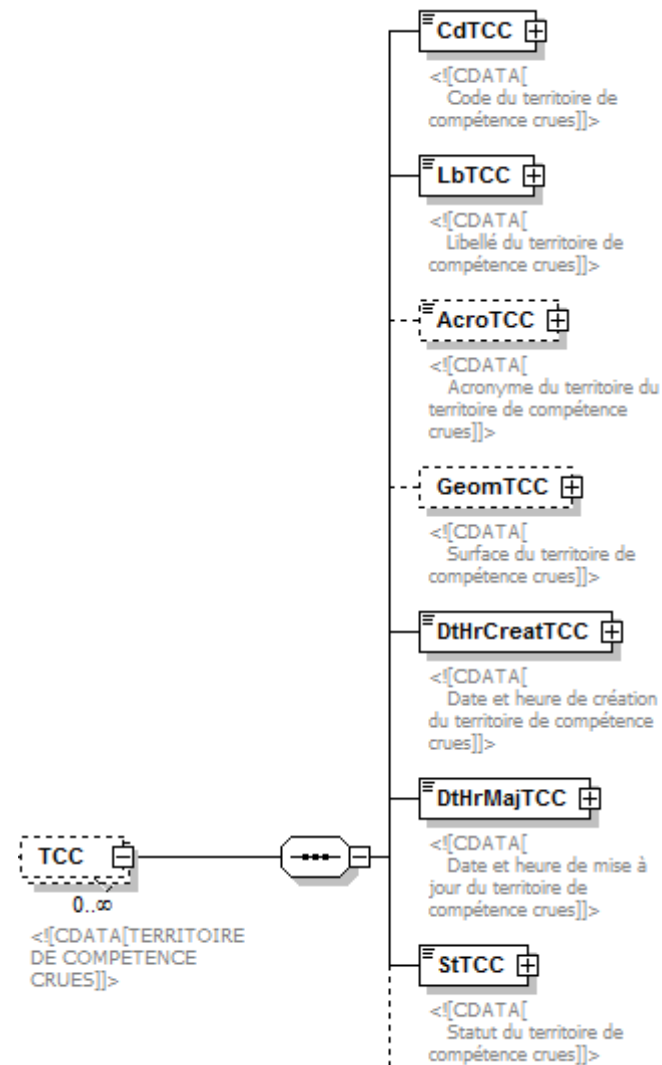 CdTCC
<![CDATA[
Code du territoire de
compétence crues]]>
LbTCC
<![CDATA[
Libellé du territoire de
compétence crues]]>
AcroTCC
<![CDATA[
Acronyme du territoire du
territoire de compétence
crues]]>
GeomTCC
<![CDATA[
Surface du territoire de
compétence crues]]>
DtHrCreatTCC
<![CDATA[
Date et heure de création
du territoire de compétence
crues]]>
DtHrMajTCC
<![CDATA[
Date et heure de mise à
jour du territoire de
compétence crues]]>
TCC
0..∞
<![CDATA[TERRITOIRE
DE COMPETENCE
CRUES]]>
StTCC
<![CDATA[
Statut du territoire de
compétence crues]]>